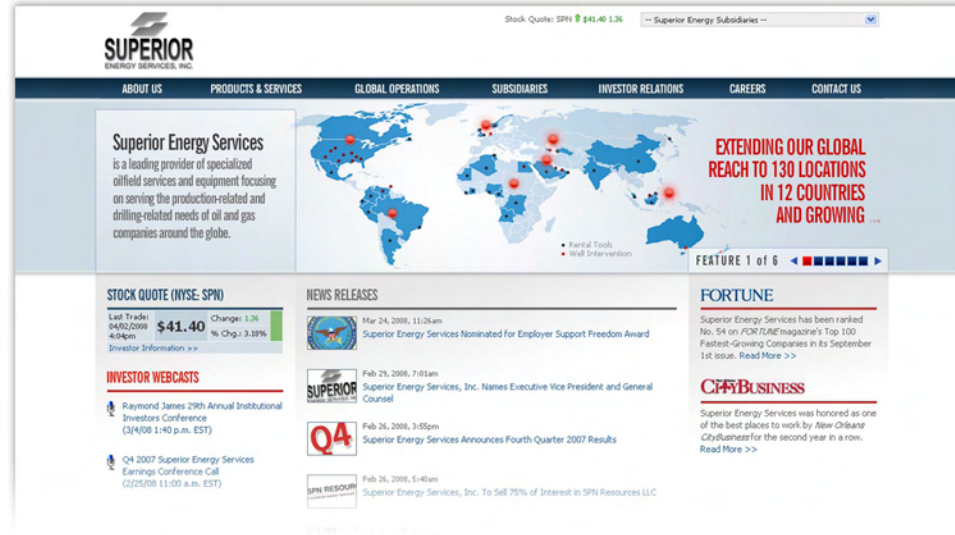 Stock Quote: SPN $41.40 1.36
-- Superior Energy Subsidiaries --
SUPERIOR
ENERGY SERVICES, INC.
ABOUT US
PRODUCTS & SERVICES
GLOBAL OPERATIONS
SUBSIDIARIES
INVESTOR RELATIONS
CAREERS
CONTACT US
Superior Energy Services
is a leading provider of specialized
oilfield services and equipment focusing
on serving the production-related and
drilling-related needs of oil and gas
companies around the globe.
Rental Tools
Well Intervention
EXTENDING OUR GLOBAL
REACH TO 130 LOCATIONS
IN 12 COUNTRIES
AND GROWING
FEATURE 1 of 6
STOCK QUOTE (NYSE: SPN)
Last Trade:
04/02/2008
4:04pm
$41.40
Change: 1.36
% Chg.: 3.18%
Investor Information >>
INVESTOR WEBCASTS
Raymond James 29th Annual Institutional
Investors Conference
(3/4/08 1:40 p.m. EST)
Q4 2007 Superior Energy Services
Earnings Conference Call
(2/25/08 11:00 a.m. EST)
NEWS RELEASES
Mar 24, 2008, 11:26am
Superior Energy Services Nominated for Employer Support Freedom Award
SUPERIOR
Feb 29, 2008, 7:01am
Superior Energy Services, Inc. Names Executive Vice President and General
Counsel
Q4
Feb 26, 2008, 3:55pm
Superior Energy Services Announces Fourth Quarter 2007 Results
SPN RESOUR
Feb 26, 2008, 5:40am
Superior Energy Services, Inc. To Sell 75% of Interest in SPN Resources LLC
FORTUNE
Superior Energy Services has been ranked
No. 54 on FORTUNE magazine's Top 100
Fastest-Growing Companies in its September
1st issue. Read More >>
CITYBUSINESS
Superior Energy Services was honored as one
of the best places to work by New Orleans
CityBusiness for the second year in a row.
Read More >>